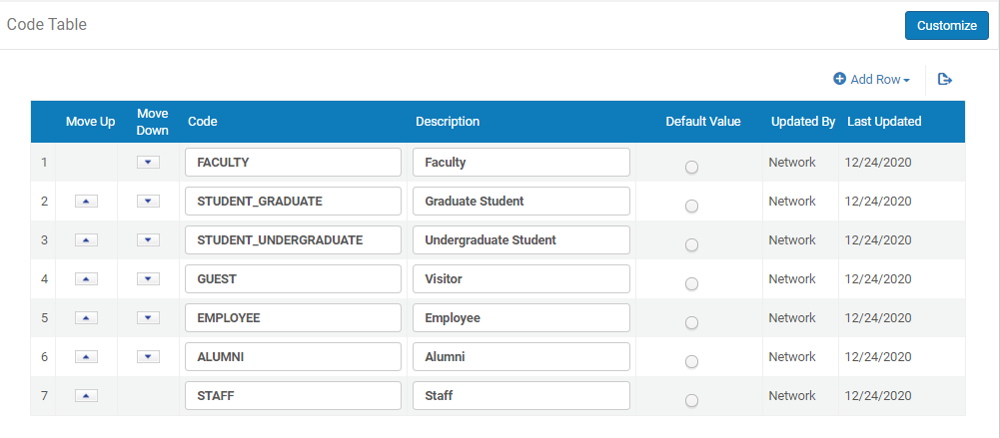 Code Table
Customize
Add Row
Move Up Move Down Code Description Default Value Updated By Last Updated
1 FACULTY Faculty Network 12/24/2020
2 STUDENT_GRADUATE Graduate Student Network 12/24/2020
3 STUDENT_UNDERGRADUATE Undergraduate Student Network 12/24/2020
4 GUEST Visitor Network 12/24/2020
5 EMPLOYEE Employee Network 12/24/2020
6 ALUMNI Alumni Network 12/24/2020
7 STAFF Staff Network 12/24/2020